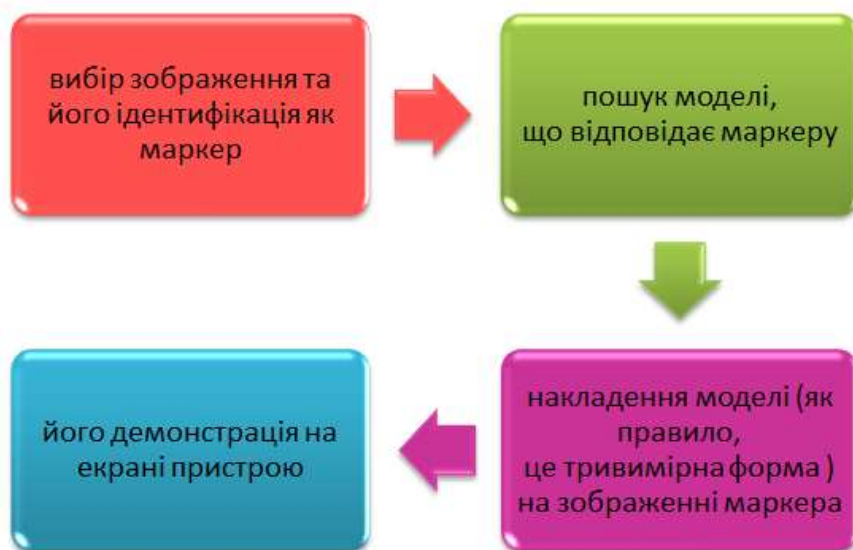 вибір зображення та
його ідентифікація як
маркер
пошук моделі,
що відповідає маркеру
накладення моделі (як
правило,
це тривимірна форма )
на зображенні маркера
його демонстрація на
екрані пристрою